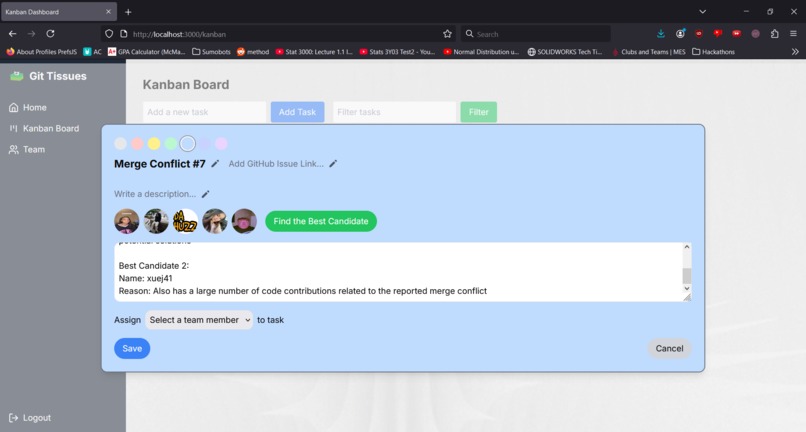 Kanban Dashboard
http://localhost:3000/kanban
Search
About Profiles PrefsJS
AC
GPA Calculator (McMa...
Sumobots
method
Stat 3000: Lecture 1.1 I...
Stats 3Y03 Test2 - You...
Normal Distribution u...
SOLIDWORKS Tech Ti...
Clubs and Teams | MES
Hackathons
Git Tissues
Home
Kanban Board
Team
Logout
Kanban Board
Add a new task
Add Task
Filter tasks
Filter
Merge Conflict #7
Add GitHub Issue Link...
Write a description...
DA
HUZZ
Find the Best Candidate
potential solutions
Best Candidate 2:
Name: xuej41
Reason: Also has a large number of code contributions related to the reported merge conflict
Assign Select a team member to task
Save
Cancel